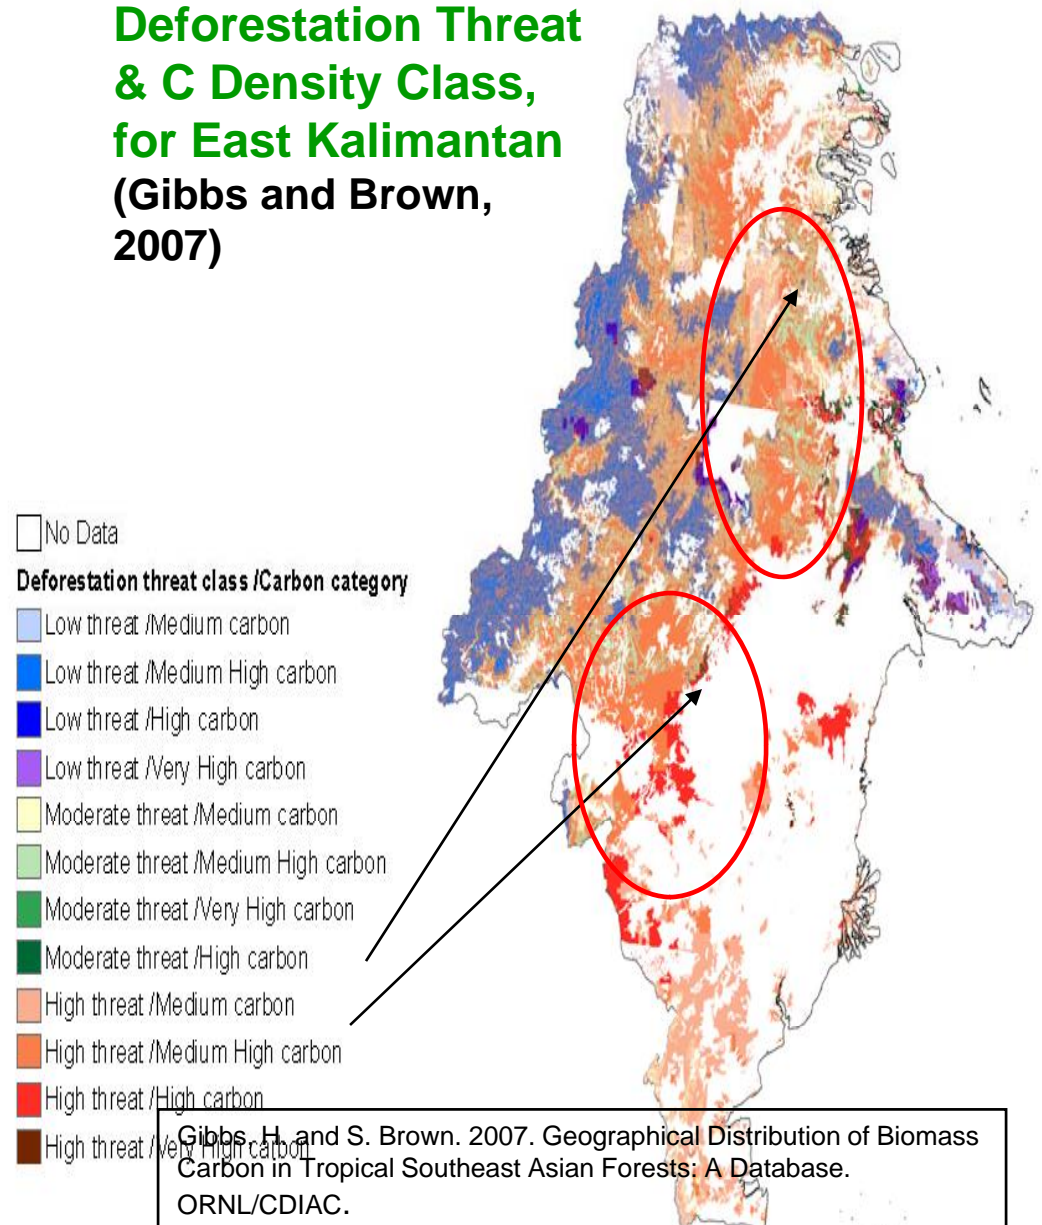 Deforestation Threat
& C Density Class,
for East Kalimantan
(Gibbs and Brown,
2007)
No Data
Deforestation threat class /Carbon category
Low threat /Medium carbon
Low threat /Medium High carbon
Low threat /High carbon
Low threat /Very High carbon
Moderate threat /Medium carbon
Moderate threat /Medium High carbon
Moderate threat /Very High carbon
Moderate threat /High carbon
High threat /Medium carbon
High threat /Medium High carbon
High threat /High carbon
High threat /Very High carbon
Gibbs, H. and S. Brown. 2007. Geographical Distribution of Biomass
Carbon in Tropical Southeast Asian Forests: A Database.
ORNL/CDIAC.